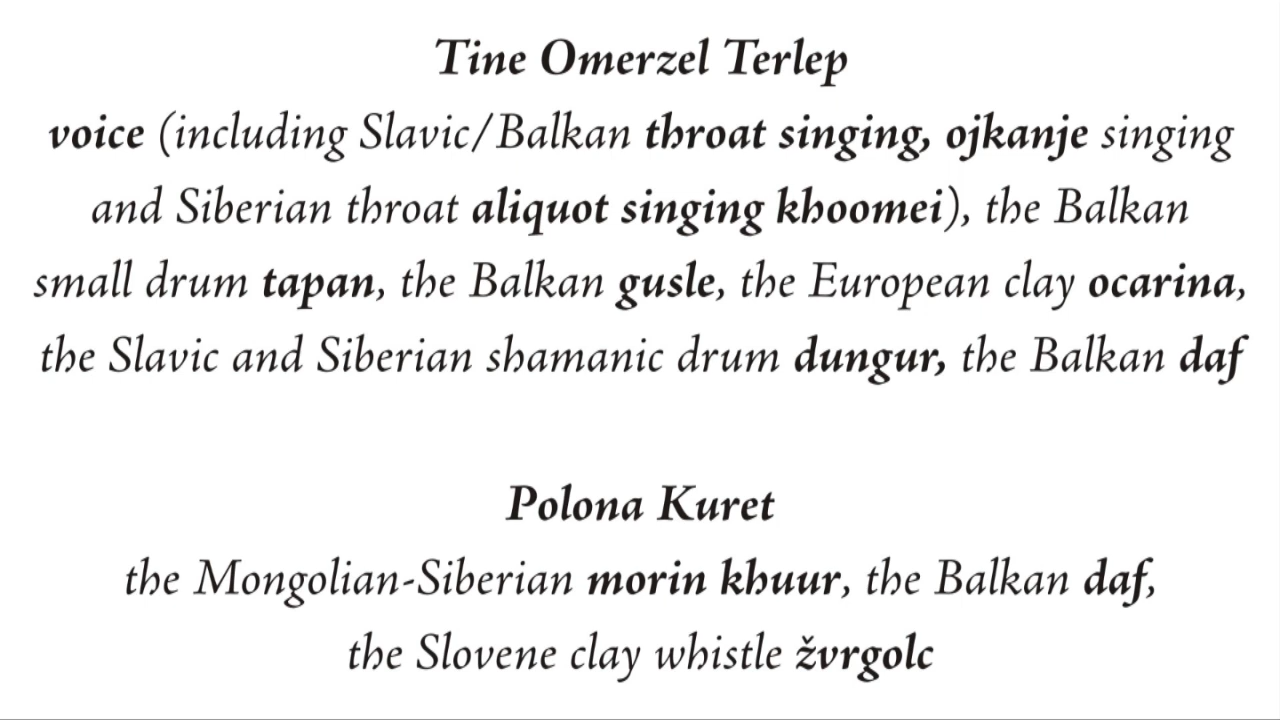 Tine Omerzel Terlep
voice (including Slavic/Balkan throat singing, ojkanje singing
and Siberian throat aliquot singing khoomei), the Balkan
small drum tapan, the Balkan gusle, the European clay ocarina,
the Slavic and Siberian shamanic drum dungur, the Balkan daf
Polona Kuret
the Mongolian-Siberian morin khuur, the Balkan daf,
the Slovene clay whistle žvrgolc